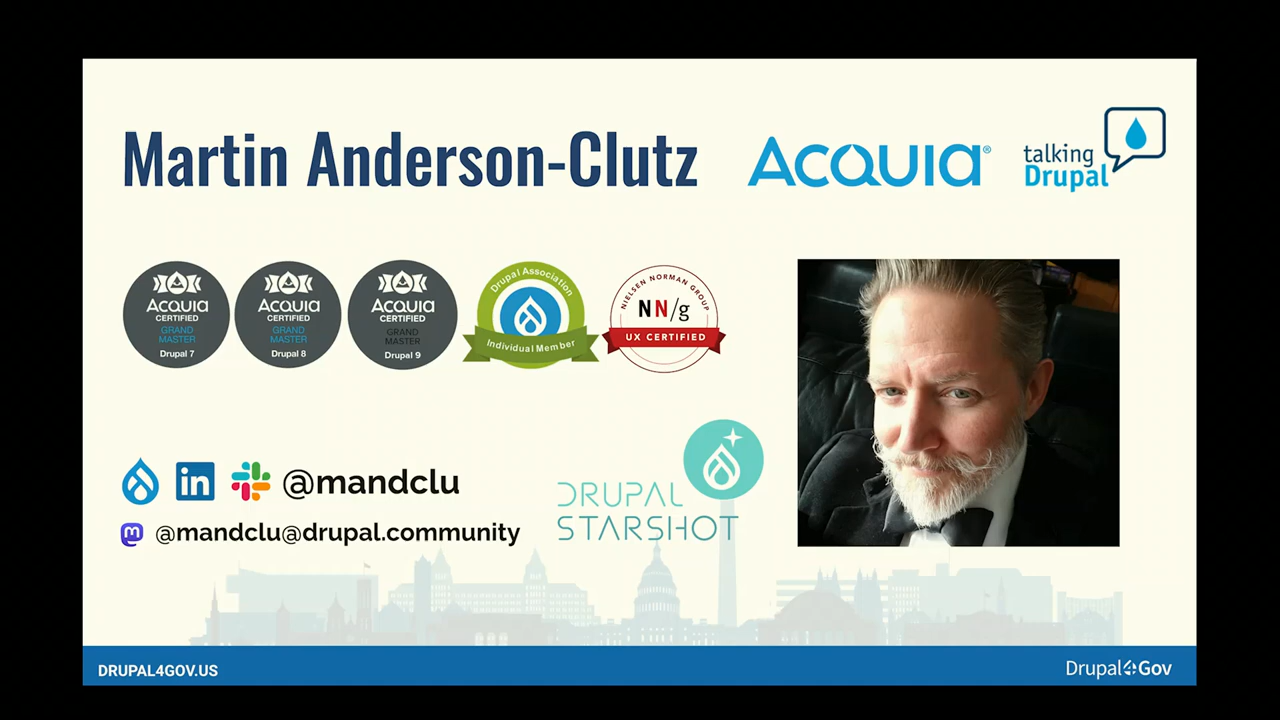 Martin Anderson-Clutz
ACQUIA®
talking
Drupal
ACQUIA
CERTIFIED
GRAND
MASTER
Drupal 7
ACQUIA
CERTIFIED
GRAND
MASTER
Drupal 8
ACQUIA
CERTIFIED
GRAND
MASTER
Drupal 9
Drupal Association
Individual Member
NIELSEN NORMAN GROUP
NN/g
UX CERTIFIED
in
@mandclu
m
@mandclu@drupal.community
DRUPAL
STARSHOT
DRUPAL4GOV.US
Drupal4Gov